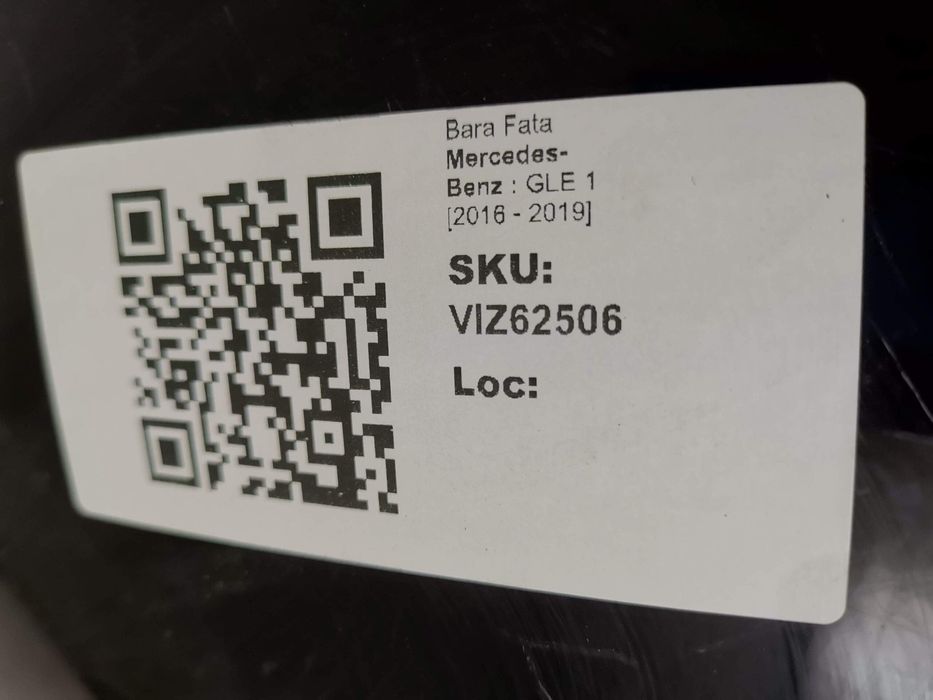 Bara Fata
Mercedes-
Benz : GLE 1
[2016 - 2019]
SKU:
VIZ62506
Loc: